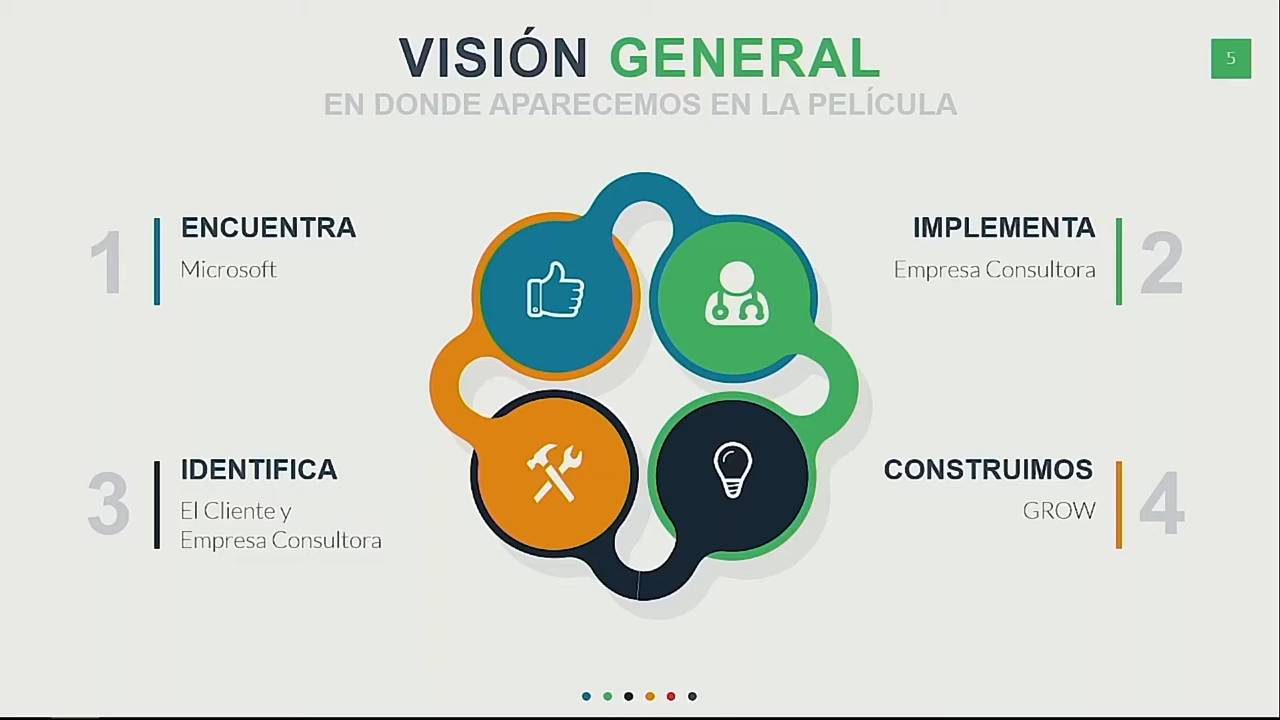 VISIÓN GENERAL
5
EN DONDE APARECEMOS EN LA PELÍCULA
1
ENCUENTRA
Microsoft
IMPLEMENTA
Empresa Consultora
2
3
IDENTIFICA
El Cliente y
Empresa Consultora
CONSTRUIMOS
GROW
4